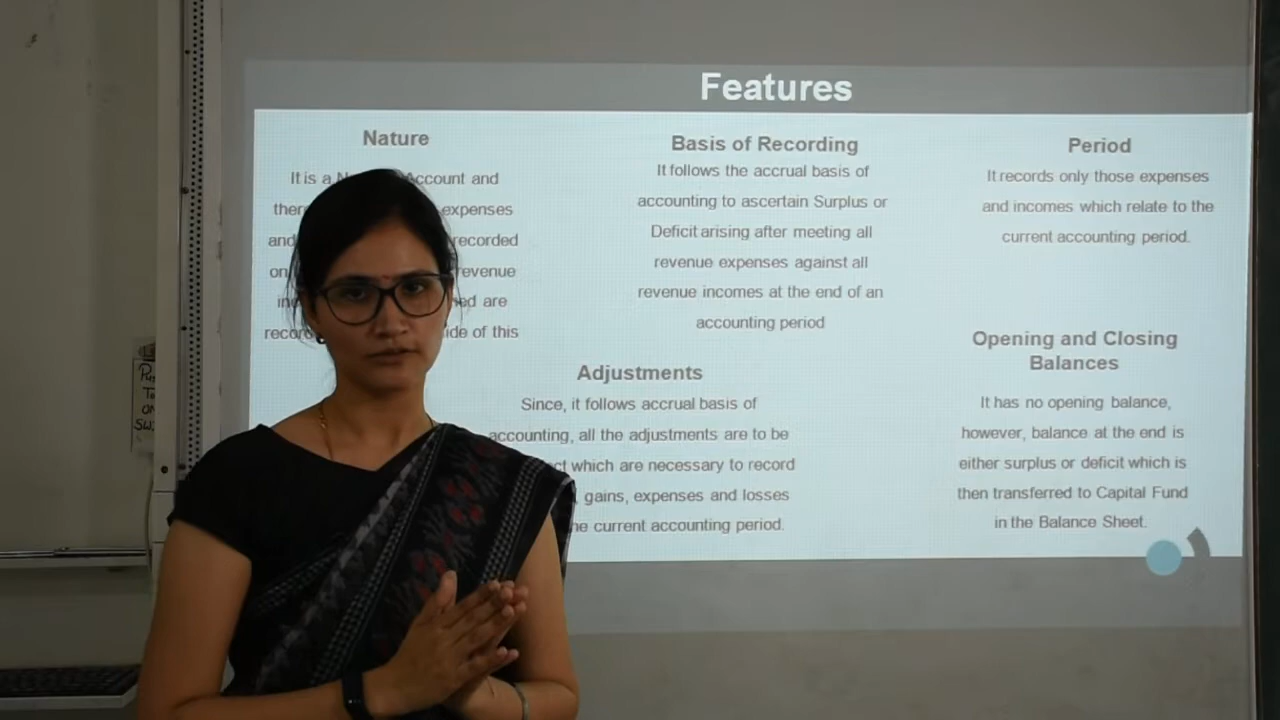 Features
Nature
It is a Account and
expenses
and recorded
on revenue
are
of this
Basis of Recording
It follows the accrual basis of
accounting to ascertain Surplus or
Deficit arising after meeting all
revenue expenses against all
revenue incomes at the end of an
accounting period
Period
It records only those expenses
and incomes which relate to the
current accounting period.
Adjustments
Since, it follows accrual basis of
accounting, all the adjustments are to be
which are necessary to record
gains, expenses and losses
current accounting period.
Opening and Closing
Balances
It has no opening balance,
however, balance at the end is
either surplus or deficit which is
then transferred to Capital Fund
in the Balance Sheet.